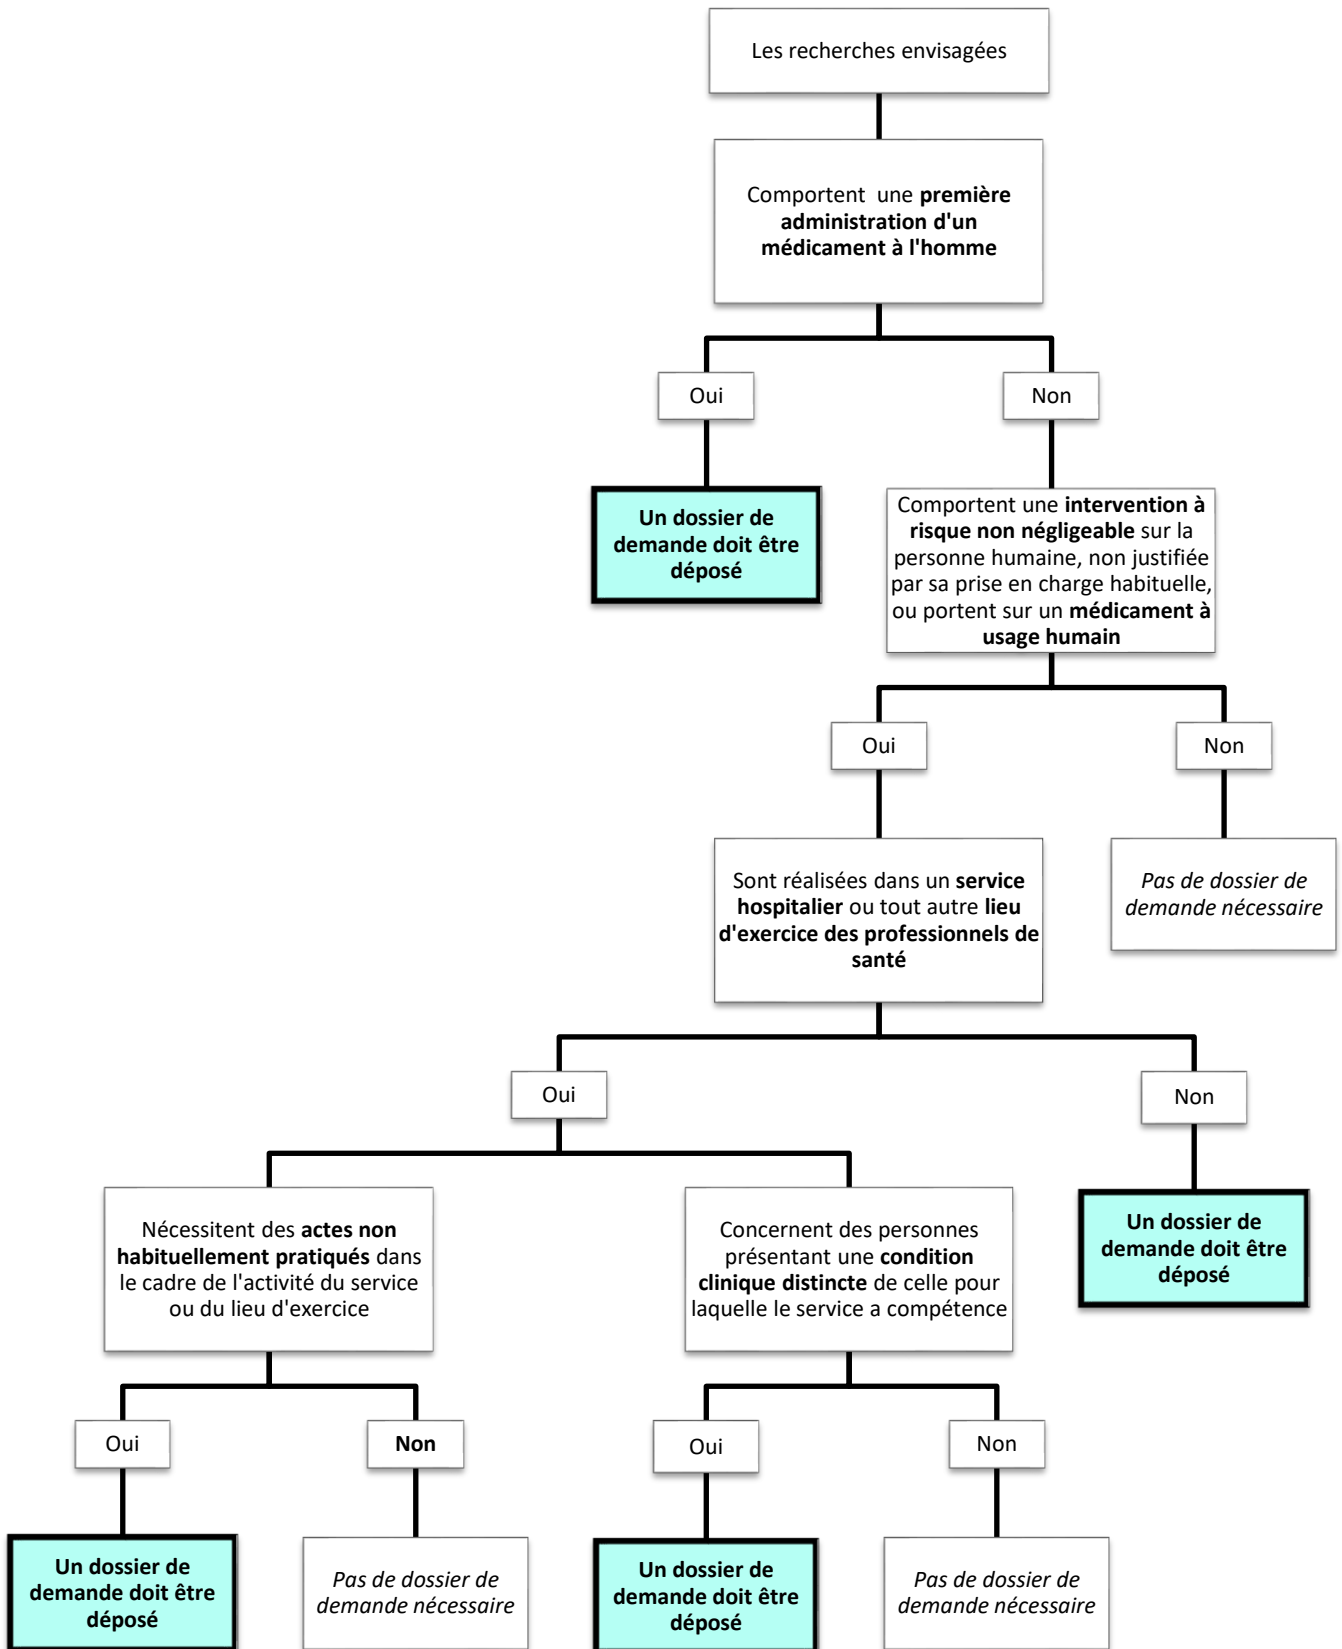 Les recherches envisagées
Comportent une première
administration d'un
médicament à l'homme
Oui
Non
Un dossier de
demande doit être
déposé
Comportent une intervention à
risque non négligeable sur la
personne humaine, non justifiée
par sa prise en charge habituelle,
ou portent sur un médicament à
usage humain
Oui
Non
Sont réalisées dans un service
hospitalier ou tout autre lieu
d'exercice des professionnels de
santé
Pas de dossier de
demande nécessaire
Oui
Non
Nécessitent des actes non
habituellement pratiqués dans
le cadre de l'activité du service
ou du lieu d'exercice
Concernent des personnes
présentant une condition
clinique distincte de celle pour
laquelle le service a compétence
Un dossier de
demande doit être
déposé
Oui
Non
Oui
Non
Un dossier de
demande doit être
déposé
Pas de dossier de
demande nécessaire
Un dossier de
demande doit être
déposé
Pas de dossier de
demande nécessaire